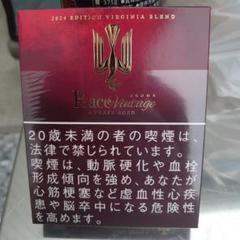 2024 EDITION VIRGINIA BLEND
AROMA
Peace Vintage
YEARS AGED
20歳未満の者の喫煙は、
法律で禁じられています。
喫煙は、動脈硬化や血栓
形成傾向を強め、あなたが
心筋梗塞など虚血性心疾
患や脳卒中になる危険性
を高めます。